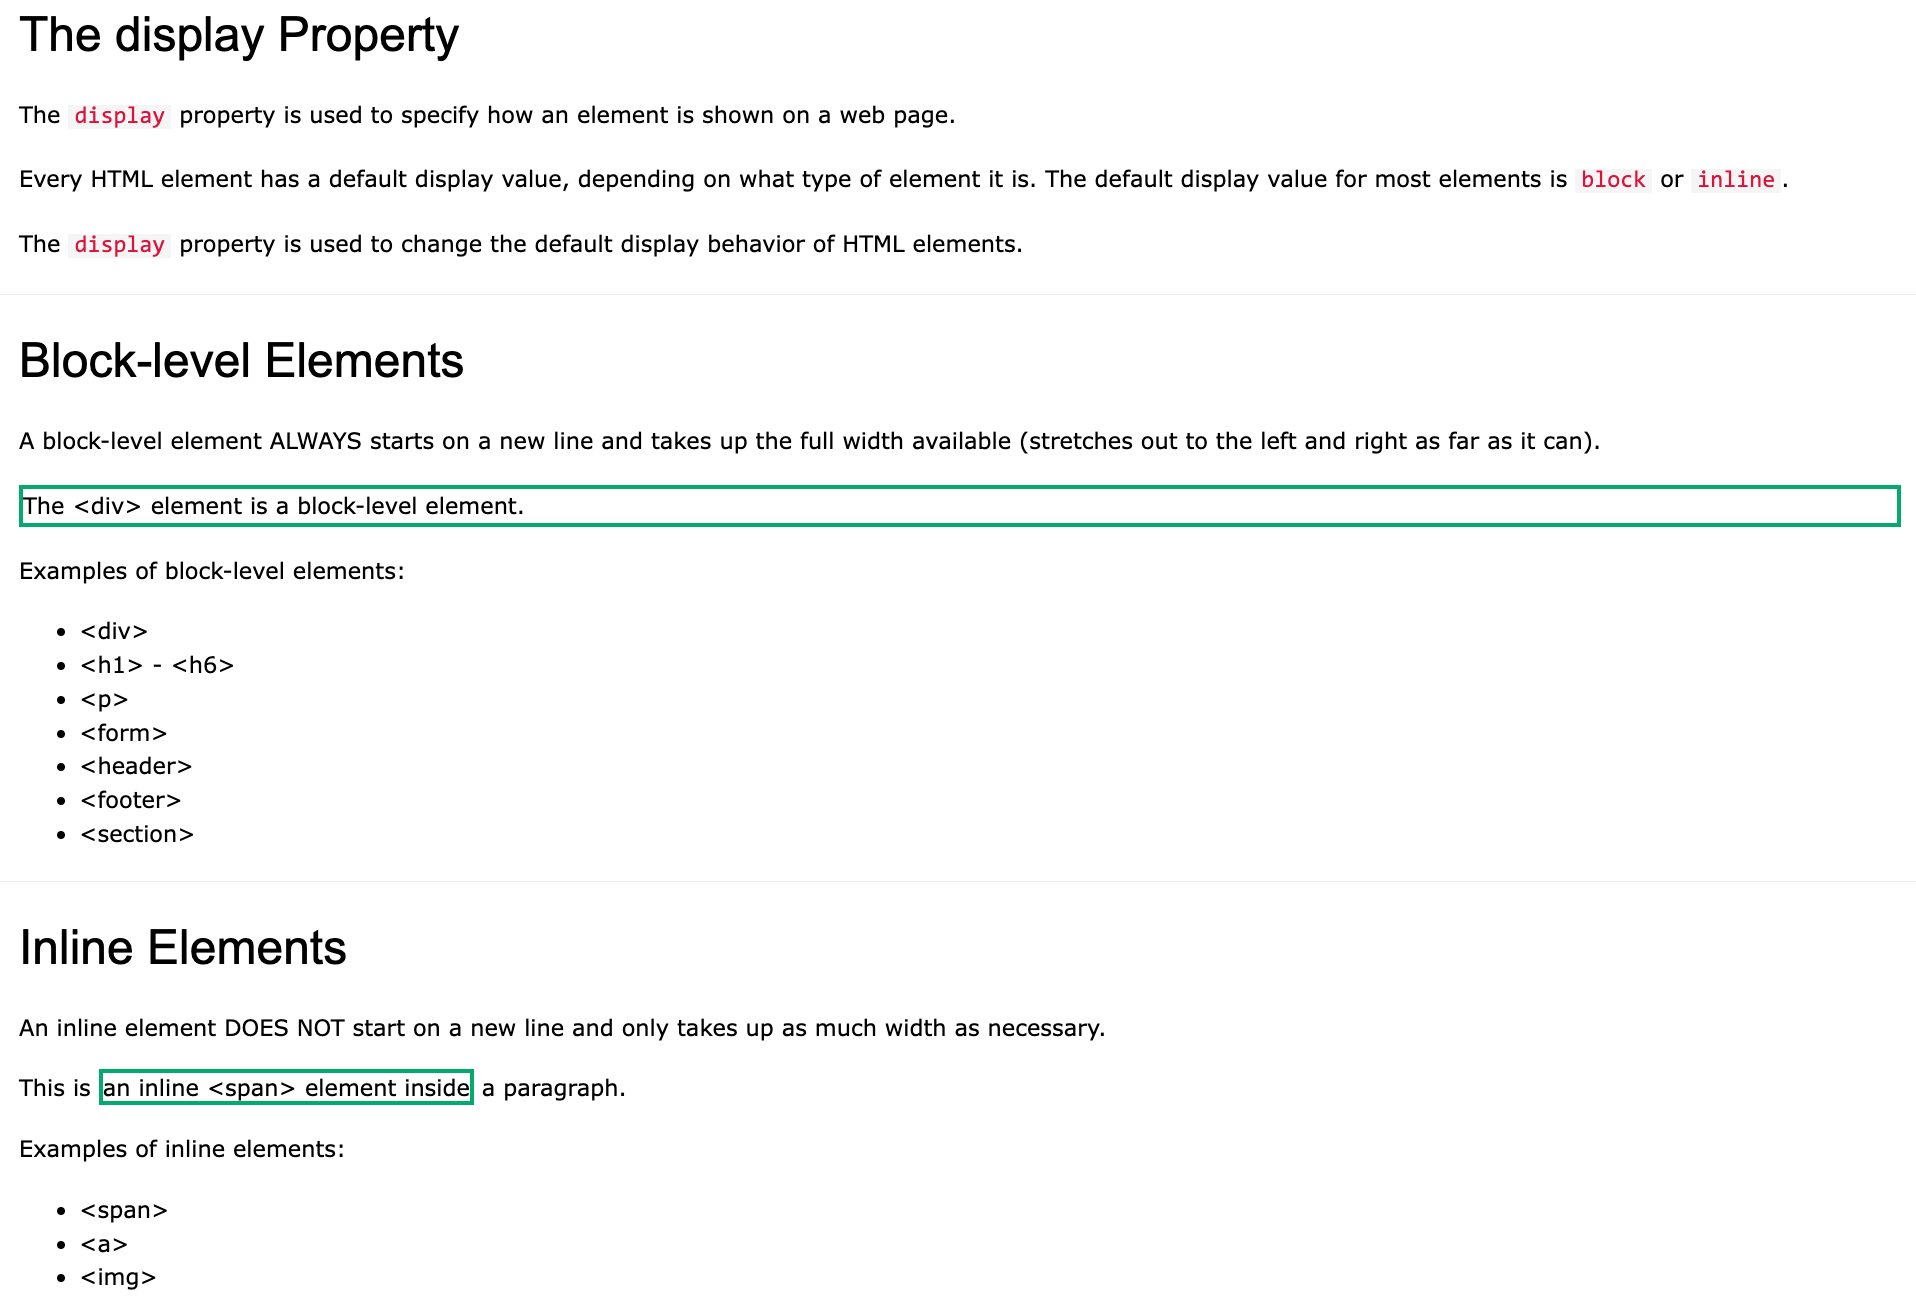 The display Property
The display property is used to specify how an element is shown on a web page.
Every HTML element has a default display value, depending on what type of element it is. The default display value for most elements is block or inline.
The display property is used to change the default display behavior of HTML elements.
Block-level Elements
A block-level element ALWAYS starts on a new line and takes up the full width available (stretches out to the left and right as far as it can).
The <div> element is a block-level element.
Examples of block-level elements:
• <div>
• <h1> - <h6>
• <p>
• <form>
• <header>
• <footer>
• <section>
Inline Elements
An inline element DOES NOT start on a new line and only takes up as much width as necessary.
This is an inline <span> element inside a paragraph.
Examples of inline elements:
• <span>
• <a>
• <img>